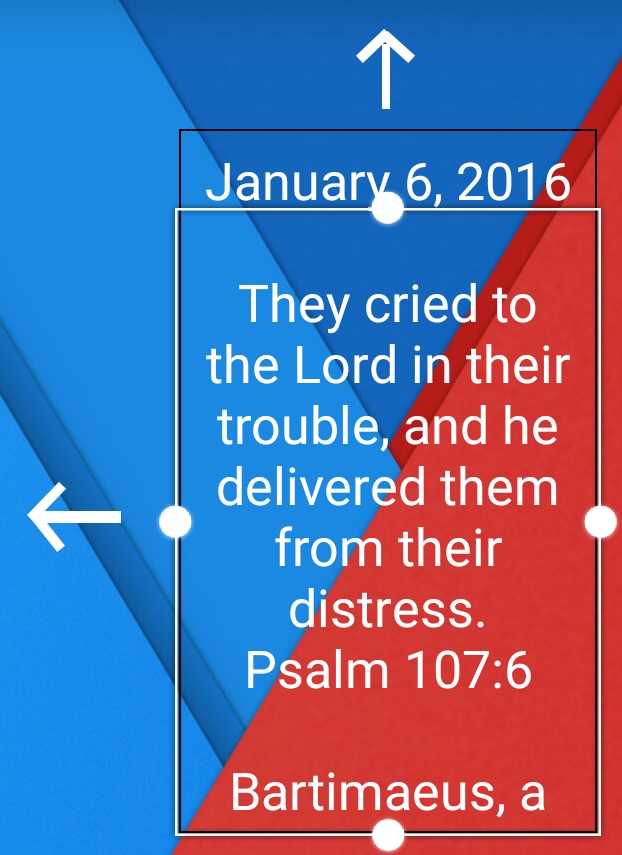 January 6, 2016
They cried to
the Lord in their
trouble, and he
delivered them
from their
distress.
Psalm 107:6
Bartimaeus, a